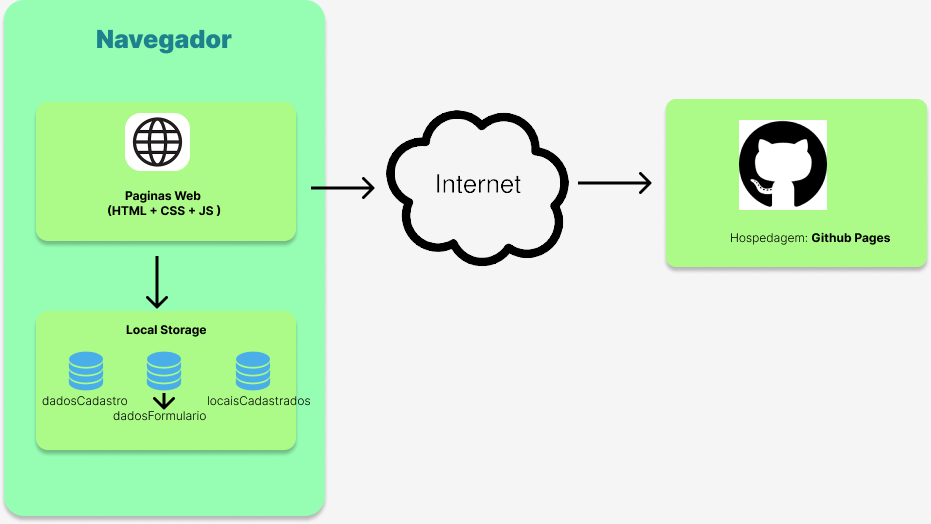 Navegador
Paginas Web
(HTML + CSS + JS )
Internet
Hospedagem: Github Pages
Local Storage
dadosCadastro
dadosFormulario
locaisCadastrados